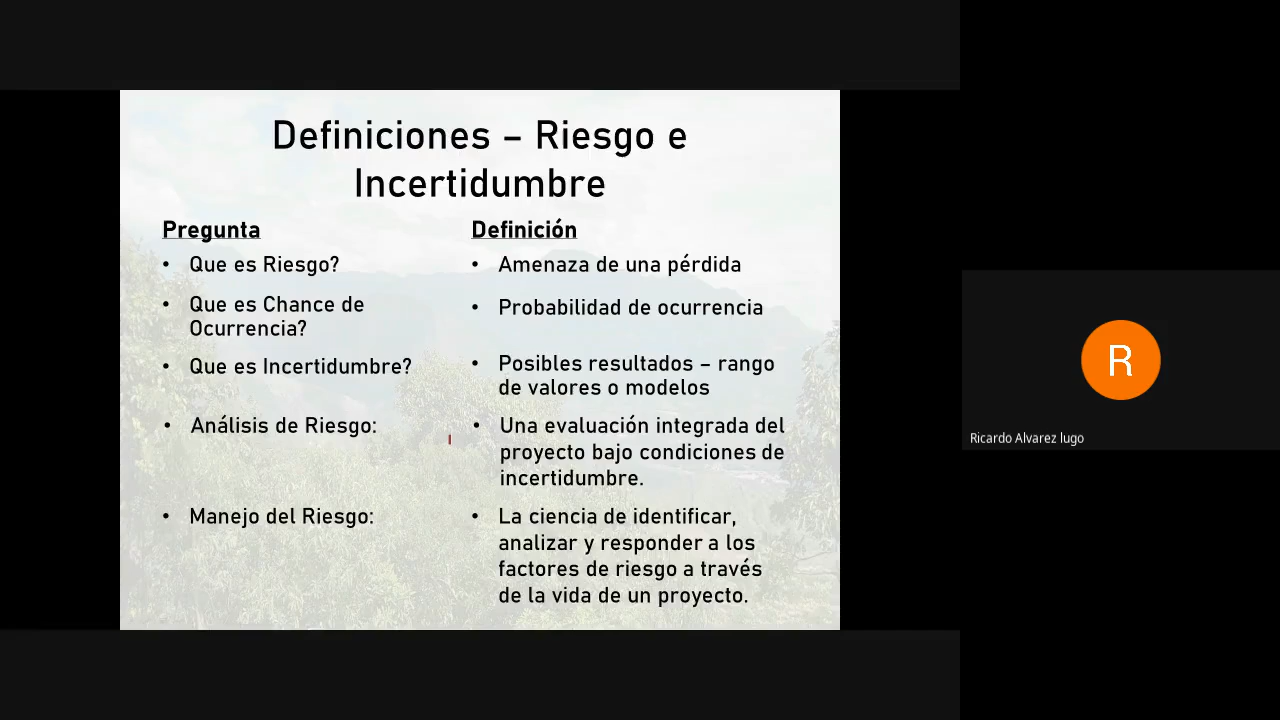 Definiciones – Riesgo e
Incertidumbre
Pregunta
Definición
• Que es Riesgo?
• Amenaza de una pérdida
• Que es Chance de
Ocurrencia?
• Probabilidad de ocurrencia
• Que es Incertidumbre?
• Posibles resultados – rango
de valores o modelos
• Análisis de Riesgo:
• Una evaluación integrada del
proyecto bajo condiciones de
incertidumbre.
• Manejo del Riesgo:
• La ciencia de identificar,
analizar y responder a los
factores de riesgo a través
de la vida de un proyecto.
R
Ricardo Alvarez lugo